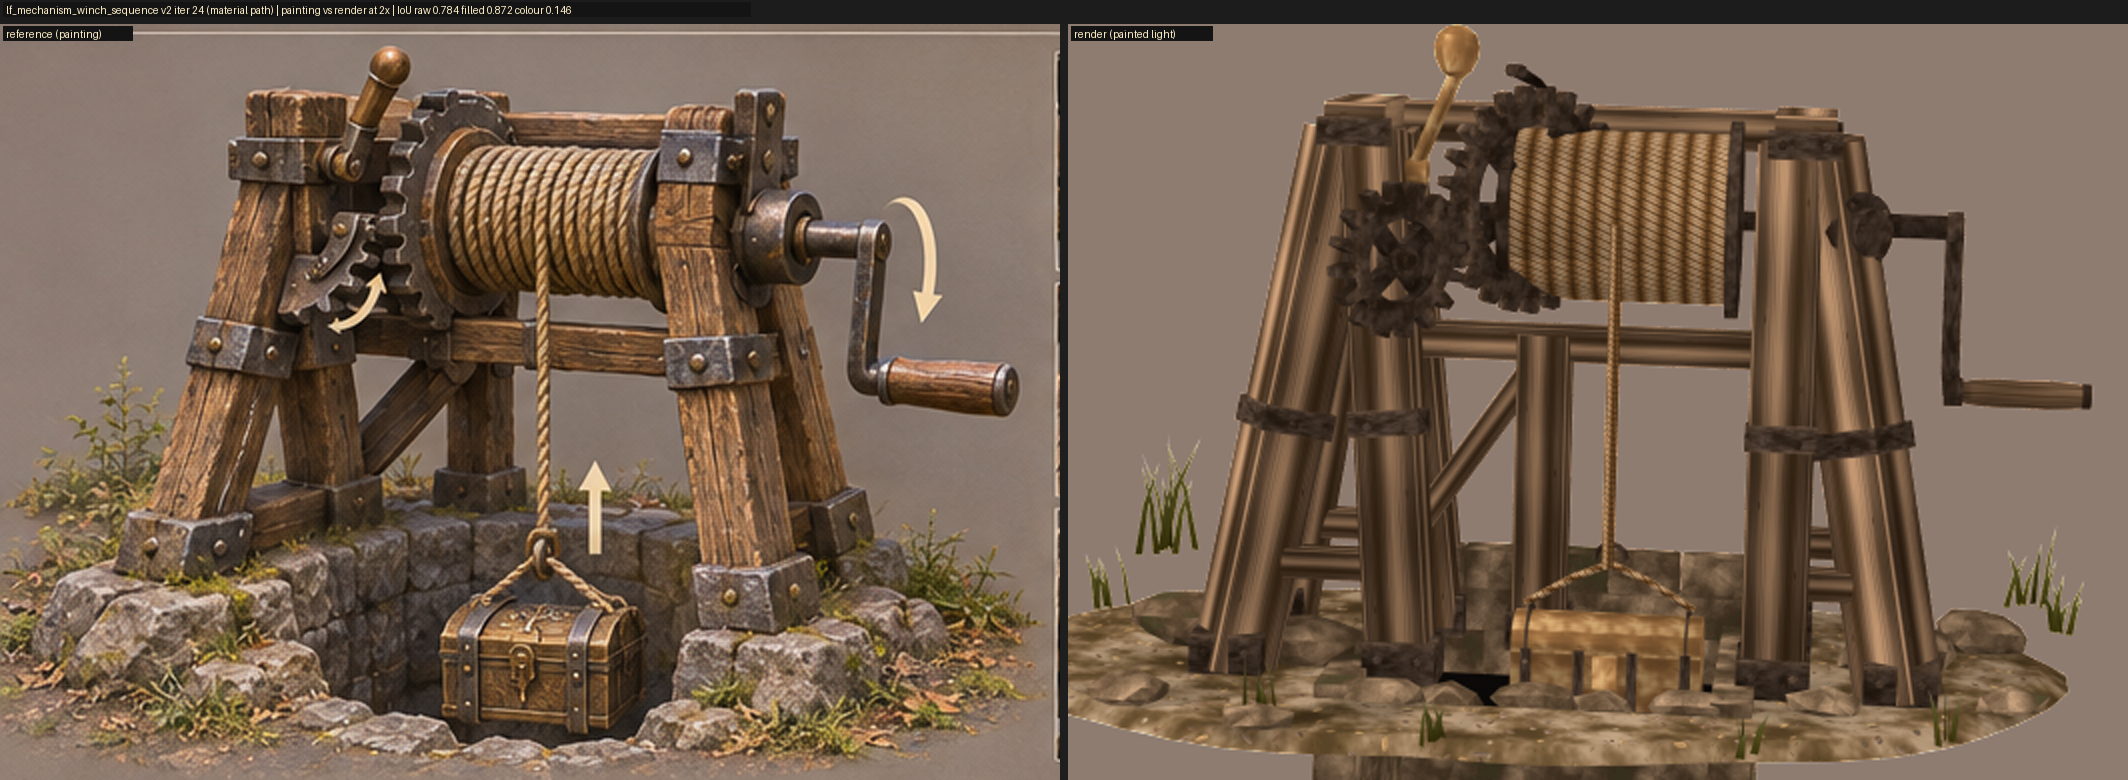 lf_mechanism_winch_sequence v2 iter 24 (material path) | painting vs render at 2x | IoU raw 0.784 filled 0.872 colour 0.146
reference (painting)
render (painted light)